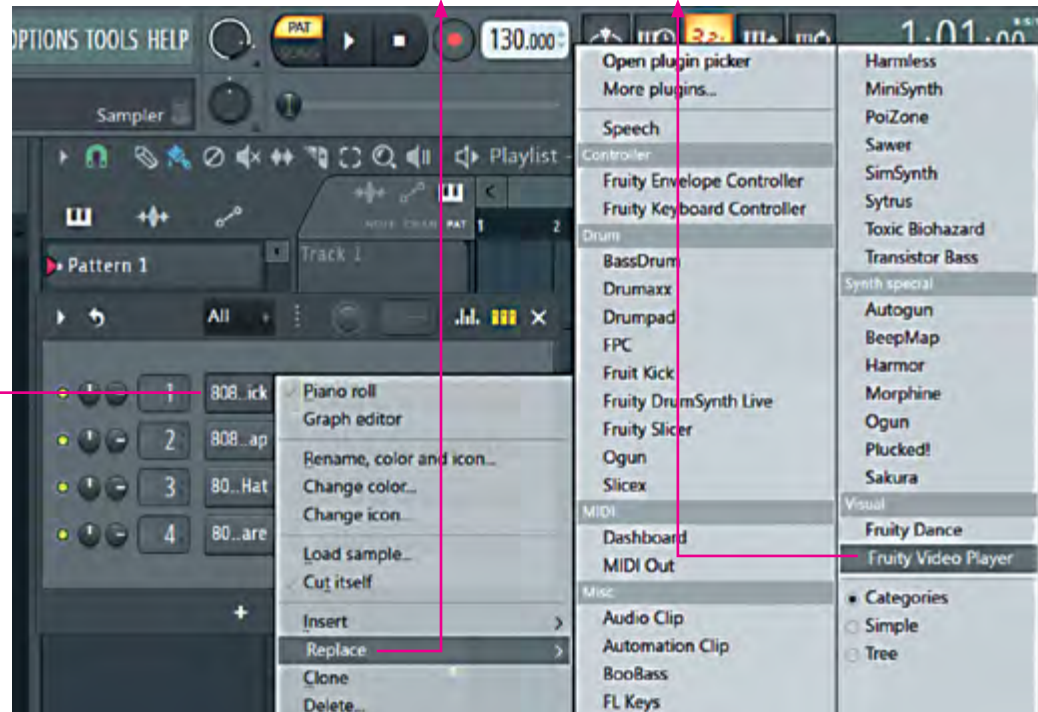 OPTIONS TOOLS HELP
PAT
130.000
1:01:00
Sampler
Playlist -
NOTE CHAN PAT
1 2
Pattern 1
Track 1
All
1 808..ick
2 808...ap
3 80..Hat
4 80..are
+
Piano roll
Graph editor
Rename, color and icon...
Change color...
Change icon...
Load sample...
Cut itself
Insert >
Replace >
Clone
Delete...
Open plugin picker
More plugins...
Speech
Controller
Fruity Envelope Controller
Fruity Keyboard Controller
Drum
BassDrum
Drumaxx
Drumpad
FPC
Fruit Kick
Fruity DrumSynth Live
Fruity Slicer
Ogun
Slicex
MIDI
Dashboard
MIDI Out
Misc
Audio Clip
Automation Clip
BooBass
FL Keys
Harmless
MiniSynth
PoiZone
Sawer
SimSynth
Sytrus
Toxic Biohazard
Transistor Bass
Synth special
Autogun
BeepMap
Harmor
Morphine
Ogun
Plucked!
Sakura
Visual
Fruity Dance
Fruity Video Player
Categories
Simple
Tree